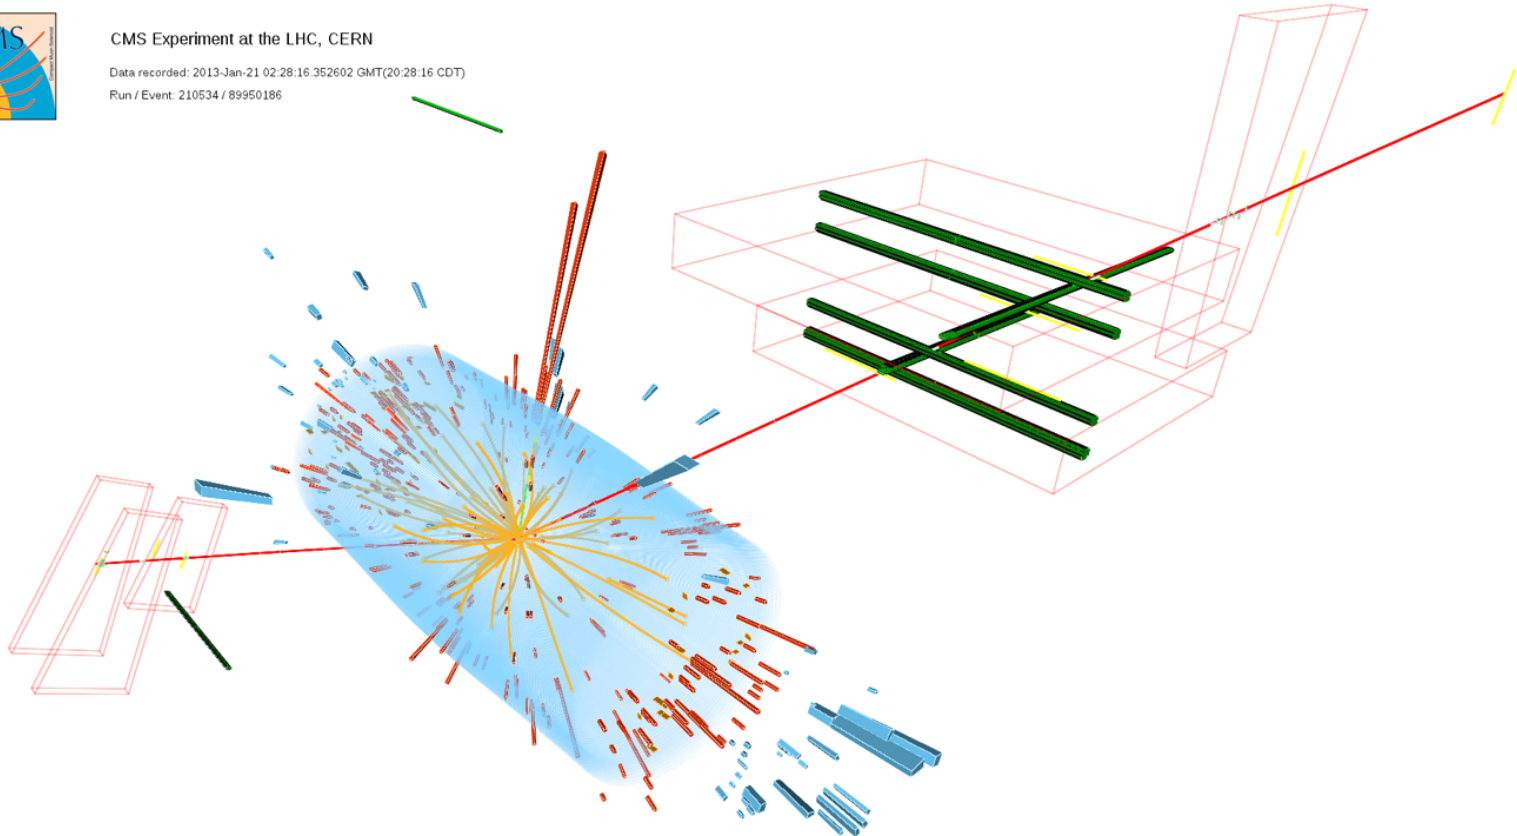 CMS Experiment at the LHC, CERN
Data recorded: 2013-Jan-21 02:28:16.352602 GMT(20:28:16 CDT)
Run / Event: 210534 / 89950186